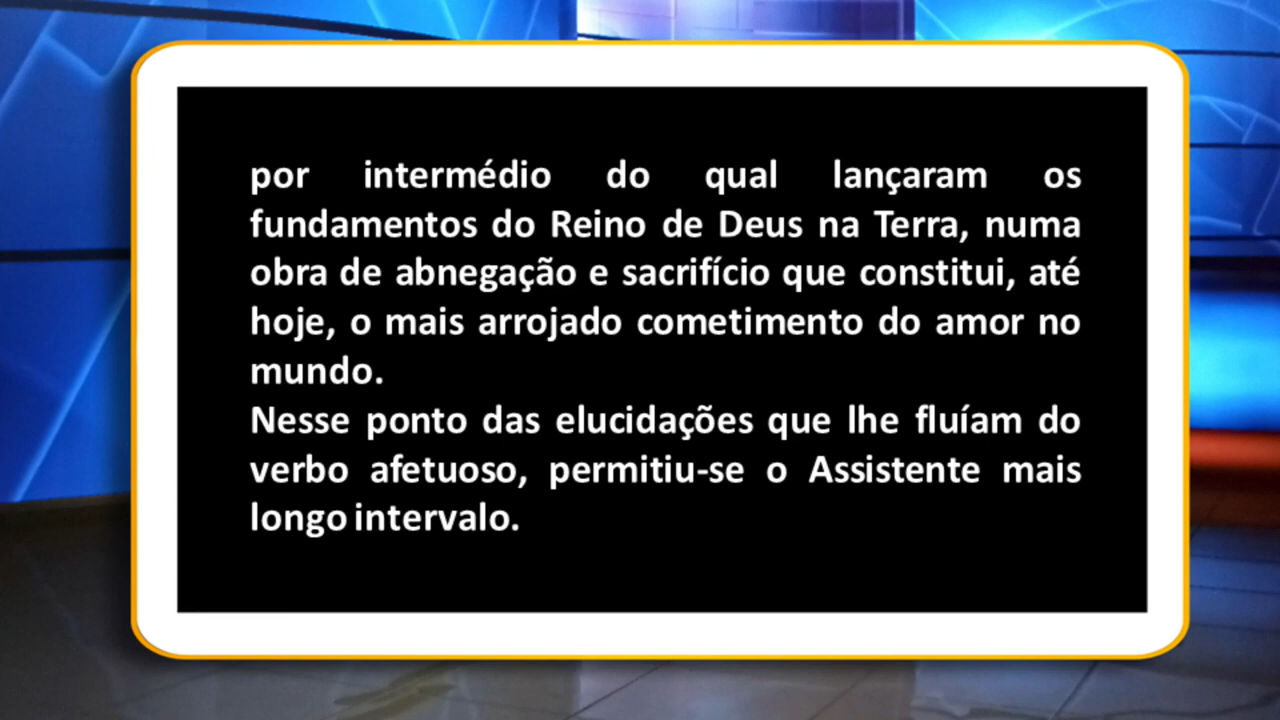 por intermédio do qual lançaram os
fundamentos do Reino de Deus na Terra, numa
obra de abnegação e sacrifício que constitui, até
hoje, o mais arrojado cometimento do amor no
mundo.
Nesse ponto das elucidações que lhe fluíam do
verbo afetuoso, permitiu-se o Assistente mais
longo intervalo.